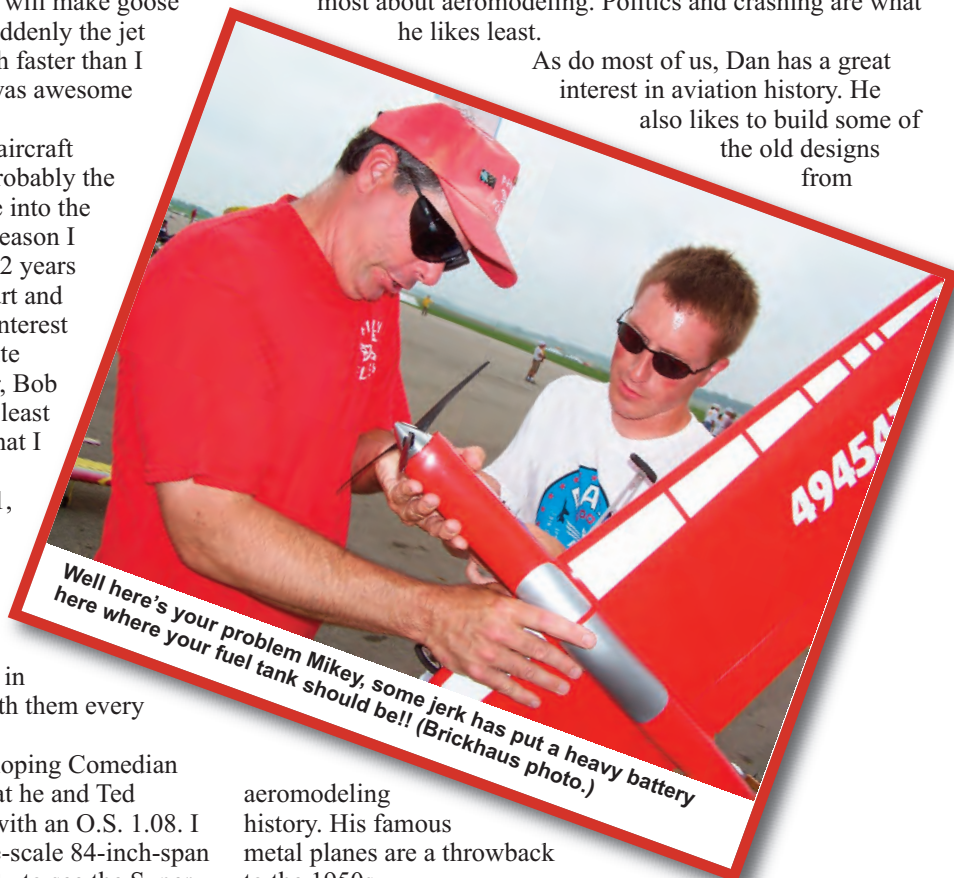 will make goose
ddenly the jet
h faster than I
was awesome
aircraft
robably the
e into the
eason I
2 years
art and
nterest
te
, Bob
least
hat I
,
in
th them every
oping Comedian
at he and Ted
with an O.S. 1.08. I
-scale 84-inch-span
most about aeromodeling. Politics and crashing are what
he likes least.
As do most of us, Dan has a great
interest in aviation history. He
also likes to build some of
the old designs
from
49454
Well here's your problem Mikey, some jerk has put a heavy battery
here where your fuel tank should be!! (Brickhaus photo.)
aeromodeling
history. His famous
metal planes are a throwback
to the 1950s